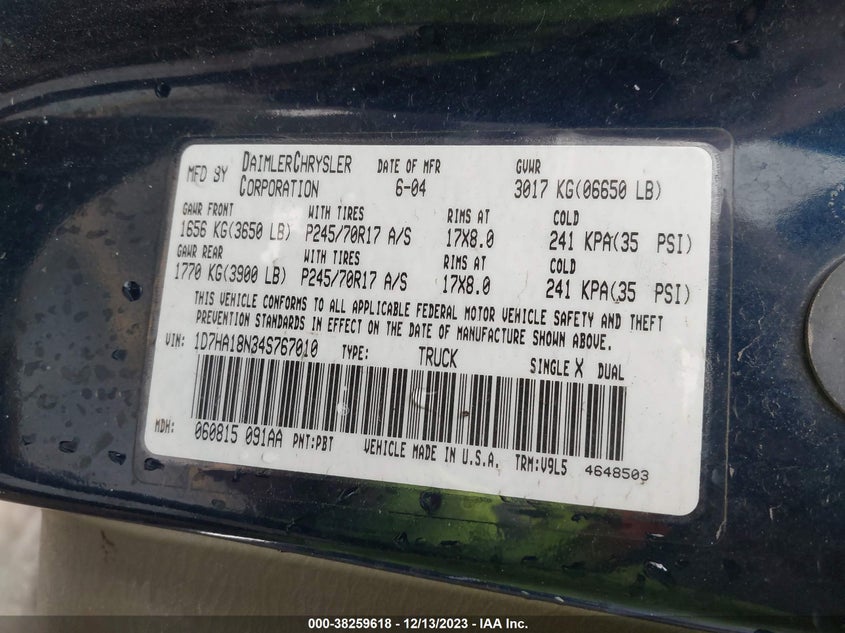 MFD BY DAIMLERCHRYSLER CORPORATION DATE OF MFR 6-04 GVWR 3017 KG(06650 LB)
GAWR FRONT WITH TIRES RIMS AT COLD
1656 KG(3650 LB) P245/70R17 A/S 17X8.0 241 KPA(35 PSI)
GAWR REAR WITH TIRES RIMS AT COLD
1770 KG(3900 LB) P245/70R17 A/S 17X8.0 241 KPA(35 PSI)
THIS VEHICLE CONFORMS TO ALL APPLICABLE FEDERAL MOTOR VEHICLE SAFETY AND THEFT
PREVENTION STANDARDS IN EFFECT ON THE DATE OF MANUFACTURE SHOWN ABOVE.
VIN: 1D7HA18N34S767010 TYPE: TRUCK SINGLE X DUAL
MDH: 060815 091AA PNT:PBT VEHICLE MADE IN U.S.A. TRM:V9L5 4648503
000-38259618 - 12/13/2023 - IAA Inc.